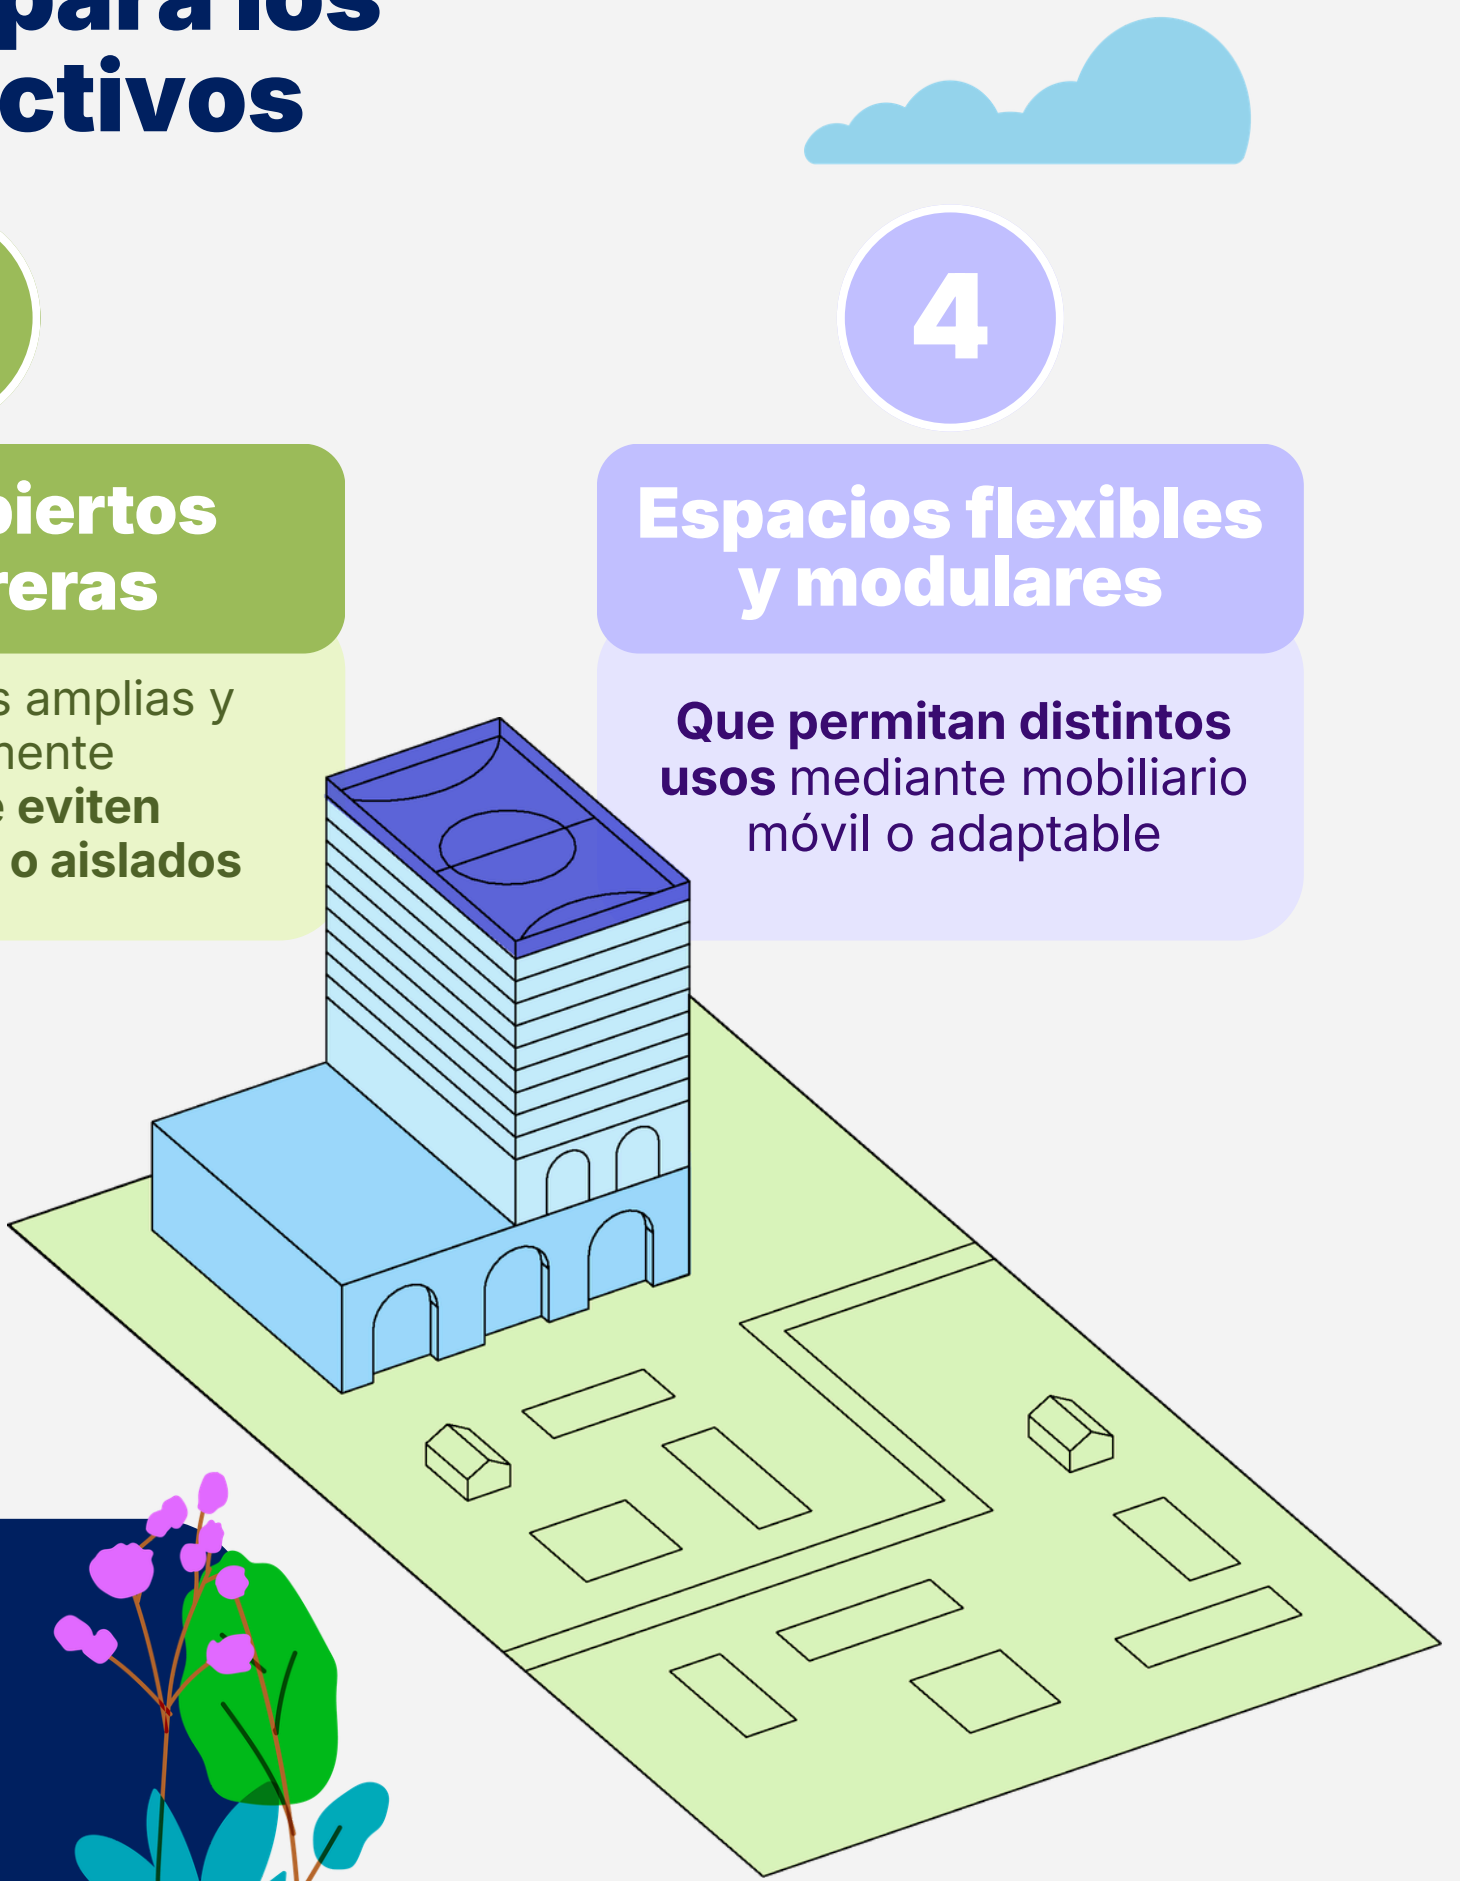 para los
ctivos
4
biertos
reras
s amplias y
mente
e eviten
o aislados
Espacios flexibles
y modulares
Que permitan distintos
usos mediante mobiliario
móvil o adaptable